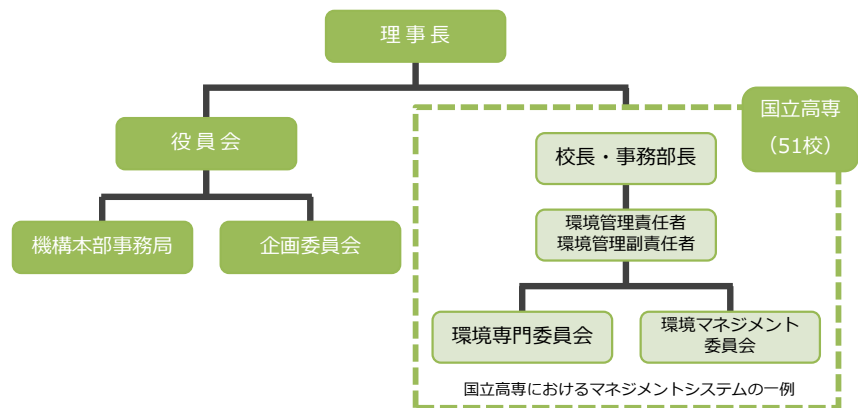 理事長
国立高専
（51校）
役員会
校長・事務部長
機構本部事務局
企画委員会
環境管理責任者
環境管理副責任者
環境専門委員会
環境マネジメント
委員会
国立高専におけるマネジメントシステムの一例